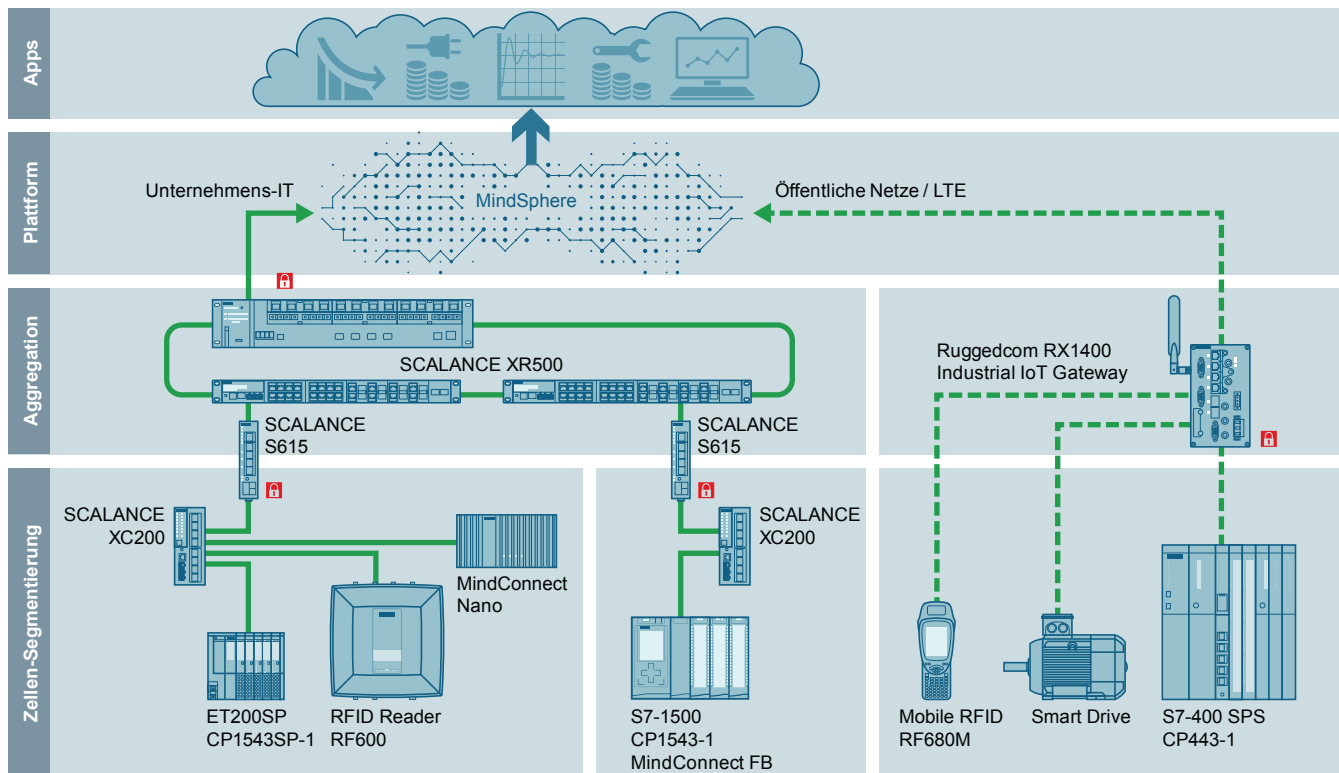 Apps
Plattform
Unternehmens-IT
MindSphere
Öffentliche Netze / LTE
Aggregation
SCALANCE XR500
SCALANCE
S615
SCALANCE
S615
Ruggedcom RX1400
Industrial IoT Gateway
Zellen-Segmentierung
SCALANCE
XC200
MindConnect
Nano
ET200SP
CP1543SP-1
RFID Reader
RF600
SCALANCE
XC200
S7-1500
CP1543-1
MindConnect FB
Mobile RFID
RF680M
Smart Drive
S7-400 SPS
CP443-1